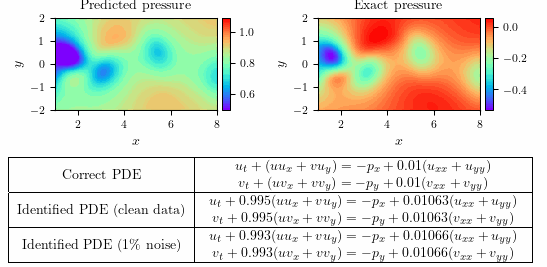 Predicted pressure
Exact pressure
2
1
0
−1
−2
y
2 4 6 8
x
1.0
0.8
0.6
2
1
0
−1
−2
y
2 4 6 8
x
0.0
−0.2
−0.4
Correct PDE
u_t + (uu_x + vu_y) = −p_x + 0.01(u_xx + u_yy)
v_t + (uv_x + vv_y) = −p_y + 0.01(v_xx + v_yy)
Identified PDE (clean data)
u_t + 0.995(uu_x + vu_y) = −p_x + 0.01063(u_xx + u_yy)
v_t + 0.995(uv_x + vv_y) = −p_y + 0.01063(v_xx + v_yy)
Identified PDE (1% noise)
u_t + 0.993(uu_x + vu_y) = −p_x + 0.01066(u_xx + u_yy)
v_t + 0.993(uv_x + vv_y) = −p_y + 0.01066(v_xx + v_yy)